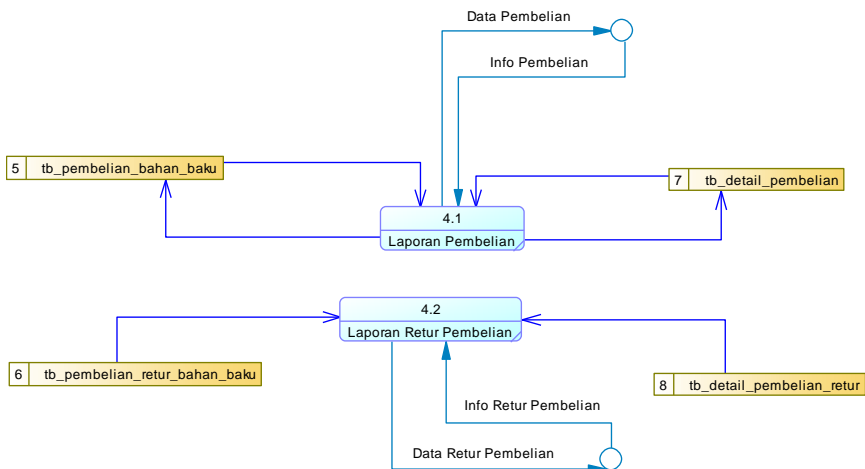 Data Pembelian
Info Pembelian
5 tb_pembelian_bahan_baku
7 tb_detail_pembelian
4.1
Laporan Pembelian
4.2
Laporan Retur Pembelian
6 tb_pembelian_retur_bahan_baku
8 tb_detail_pembelian_retur
Info Retur Pembelian
Data Retur Pembelian